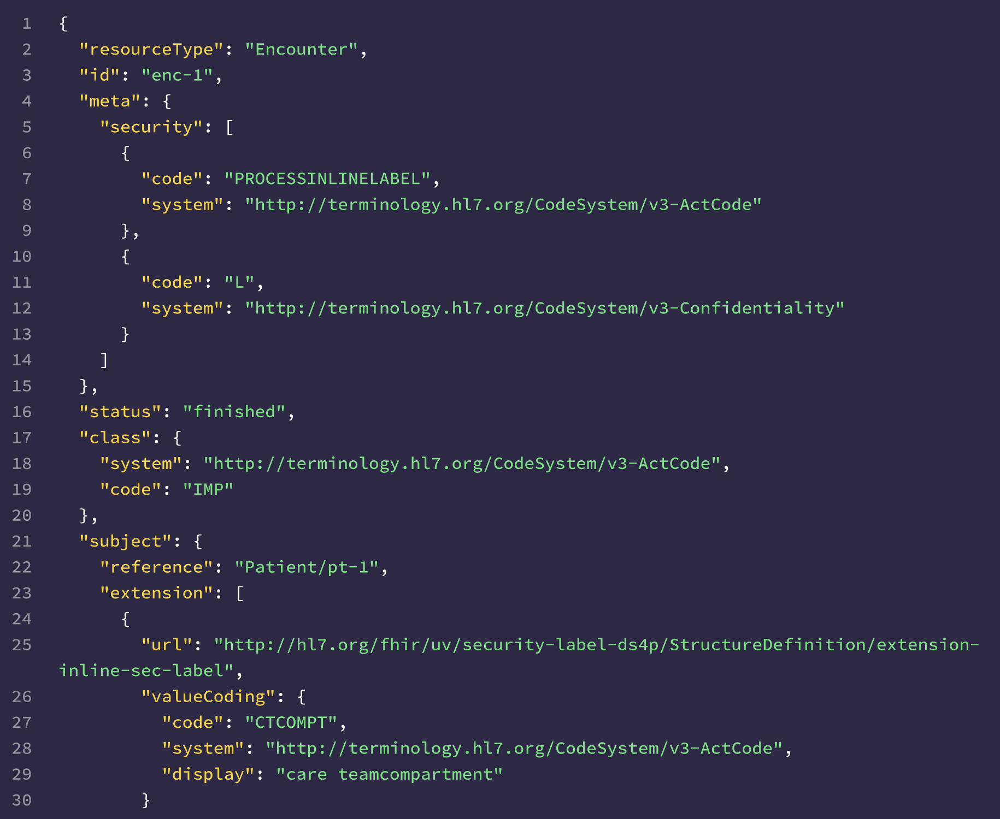 1 {
2 "resourceType": "Encounter",
3 "id": "enc-1",
4 "meta": {
5 "security": [
6 {
7 "code": "PROCESSINLINELABEL",
8 "system": "http://terminology.hl7.org/CodeSystem/v3-ActCode"
9 },
10 {
11 "code": "L",
12 "system": "http://terminology.hl7.org/CodeSystem/v3-Confidentiality"
13 }
14 ]
15 },
16 "status": "finished",
17 "class": {
18 "system": "http://terminology.hl7.org/CodeSystem/v3-ActCode",
19 "code": "IMP"
20 },
21 "subject": {
22 "reference": "Patient/pt-1",
23 "extension": [
24 {
25 "url": "http://hl7.org/fhir/uv/security-label-ds4p/StructureDefinition/extension-
inline-sec-label",
26 "valueCoding": {
27 "code": "CTCOMPT",
28 "system": "http://terminology.hl7.org/CodeSystem/v3-ActCode",
29 "display": "care teamcompartment"
30 }